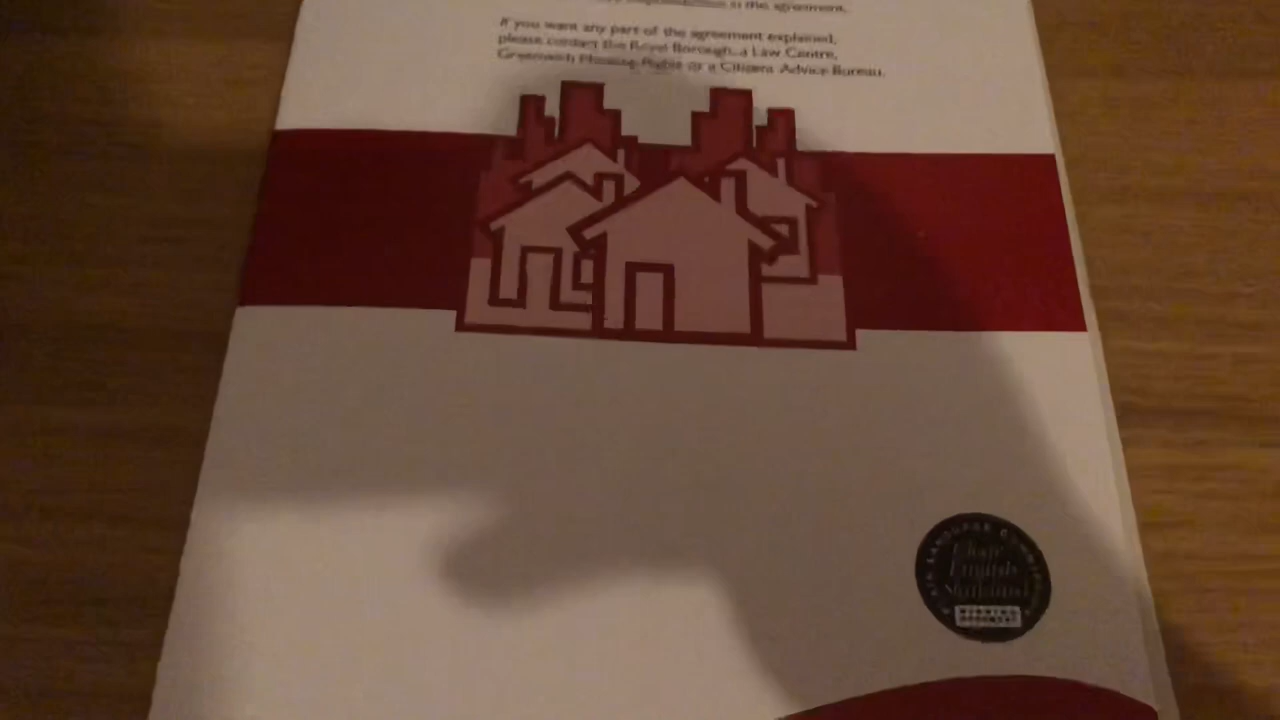 in the agreement.
If you want any part of the agreement explained,
please contact the Royal Borough, a Law Centre,
Greenwich Housing Rights or a Citizens Advice Bureau.
Clear
English
Standard